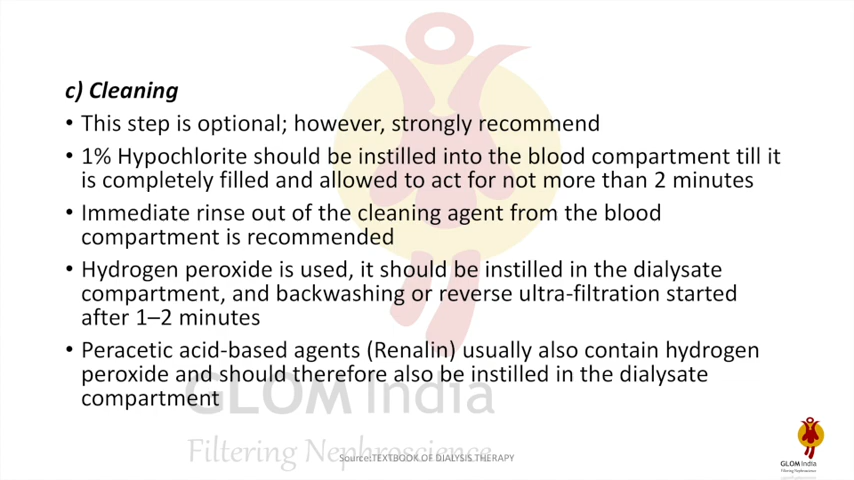 c) Cleaning
• This step is optional; however, strongly recommend
• 1% Hypochlorite should be instilled into the blood compartment till it
is completely filled and allowed to act for not more than 2 minutes
• Immediate rinse out of the cleaning agent from the blood
compartment is recommended
• Hydrogen peroxide is used, it should be instilled in the dialysate
compartment, and backwashing or reverse ultra-filtration started
after 1–2 minutes
• Peracetic acid-based agents (Renalin) usually also contain hydrogen
peroxide and should therefore also be instilled in the dialysate
compartment
GLOM India
Filtering Nephroscience
Source:TEXTBOOK OF DIALYSIS THERAPY
GLOM India
Filtering Nephroscience